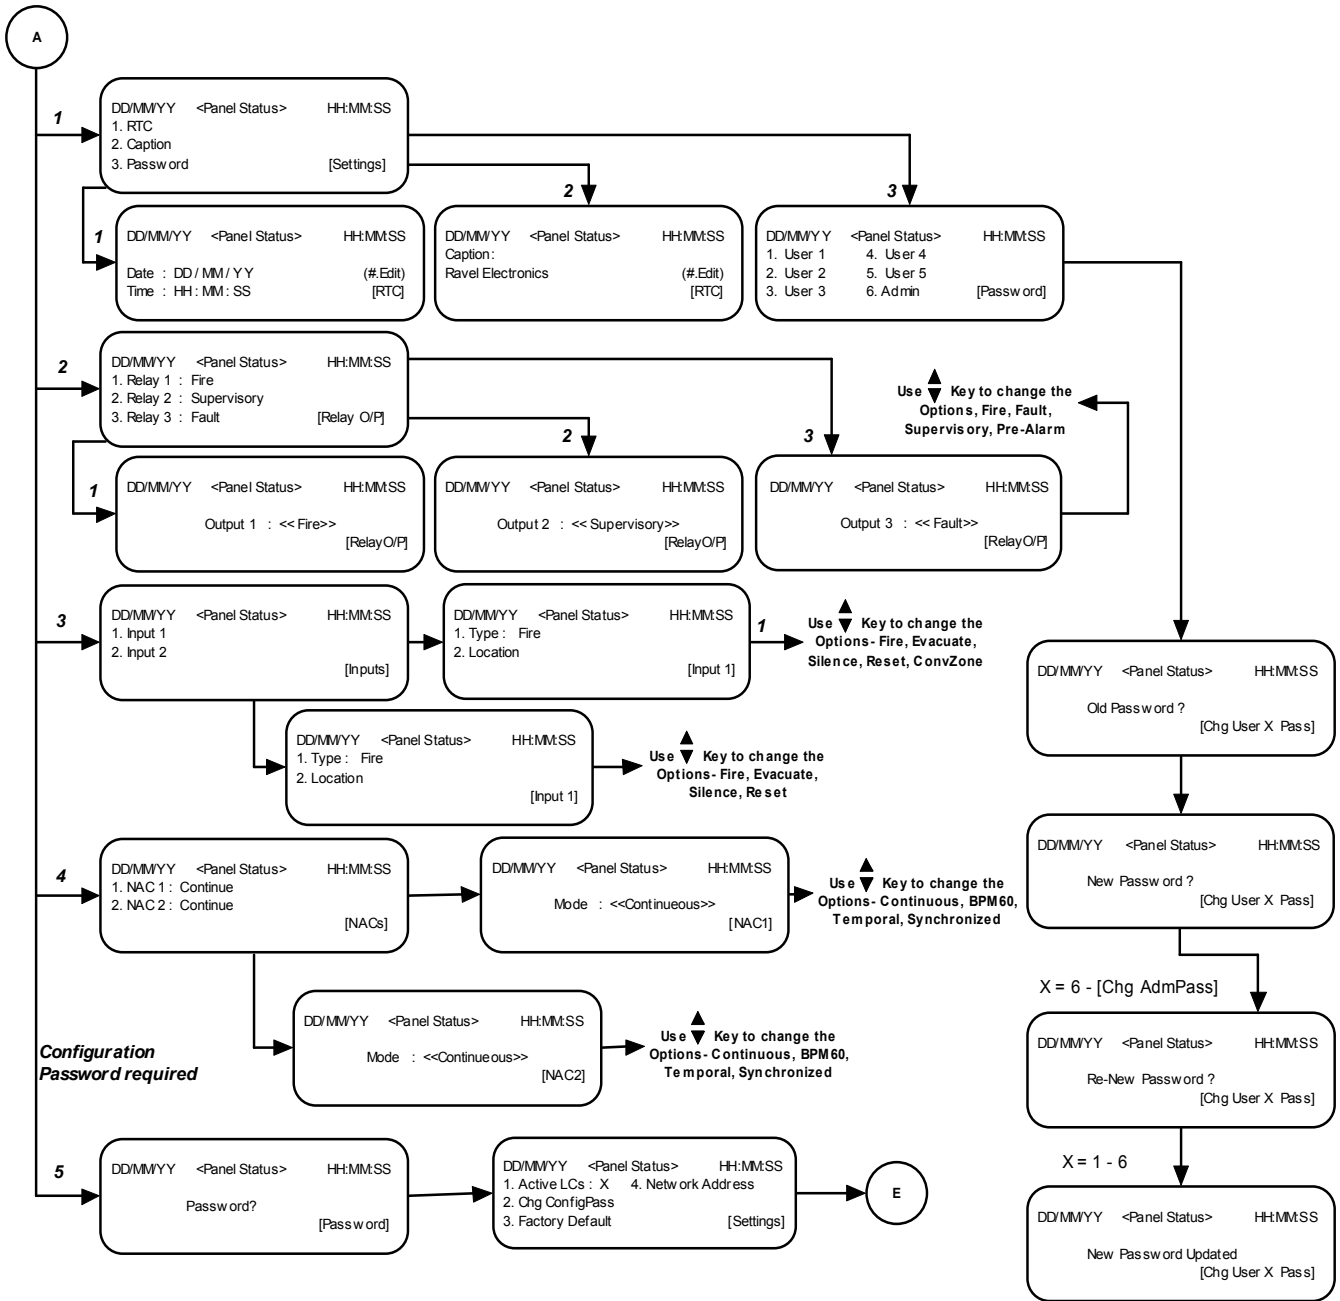 A
1
DD/MM/YY <Panel Status> HH:MM:SS
1. RTC
2. Caption
3. Password [Settings]
1
2
3
DD/MM/YY <Panel Status> HH:MM:SS
Date : DD / MM / YY (#.Edit)
Time : HH : MM : SS [RTC]
DD/MM/YY <Panel Status> HH:MM:SS
Caption :
Ravel Electronics (#.Edit)
[RTC]
DD/MM/YY <Panel Status> HH:MM:SS
1. User 1 4. User 4
2. User 2 5. User 5
3. User 3 6. Admin [Password]
2
DD/MM/YY <Panel Status> HH:MM:SS
1. Relay 1 : Fire
2. Relay 2 : Supervisory
3. Relay 3 : Fault [Relay O/P]
1
2
3
Use ▲▼ Key to change the
Options, Fire, Fault,
Supervisory, Pre-Alarm
DD/MM/YY <Panel Status> HH:MM:SS
Output 1 : << Fire>>
[RelayO/P]
DD/MM/YY <Panel Status> HH:MM:SS
Output 2 : << Supervisory>>
[RelayO/P]
DD/MM/YY <Panel Status> HH:MM:SS
Output 3 : << Fault>>
[RelayO/P]
3
DD/MM/YY <Panel Status> HH:MM:SS
1. Input 1
2. Input 2
[Inputs]
DD/MM/YY <Panel Status> HH:MM:SS
1. Type : Fire
2. Location
[Input 1]
1
Use ▲▼ Key to change the
Options- Fire, Evacuate,
Silence, Reset, ConvZone
DD/MM/YY <Panel Status> HH:MM:SS
1. Type : Fire
2. Location
[Input 1]
Use ▲▼ Key to change the
Options- Fire, Evacuate,
Silence, Reset
DD/MM/YY <Panel Status> HH:MM:SS
Old Password ?
[Chg User X Pass]
4
DD/MM/YY <Panel Status> HH:MM:SS
1. NAC 1 : Continue
2. NAC 2 : Continue
[NACs]
DD/MM/YY <Panel Status> HH:MM:SS
Mode : <<Continueous>>
[NAC1]
Use ▲▼ Key to change the
Options- Continuous, BPM60,
Temporal, Synchronized
DD/MM/YY <Panel Status> HH:MM:SS
New Password ?
[Chg User X Pass]
X = 6 - [Chg AdmPass]
DD/MM/YY <Panel Status> HH:MM:SS
Mode : <<Continueous>>
[NAC2]
Use ▲▼ Key to change the
Options- Continuous, BPM60,
Temporal, Synchronized
DD/MM/YY <Panel Status> HH:MM:SS
Re-New Password ?
[Chg User X Pass]
Configuration
Password required
5
DD/MM/YY <Panel Status> HH:MM:SS
Password?
[Password]
DD/MM/YY <Panel Status> HH:MM:SS
1. Active LCs : X 4. Network Address
2. Chg ConfigPass
3. Factory Default [Settings]
E
X = 1 - 6
DD/MM/YY <Panel Status> HH:MM:SS
New Password Updated
[Chg User X Pass]